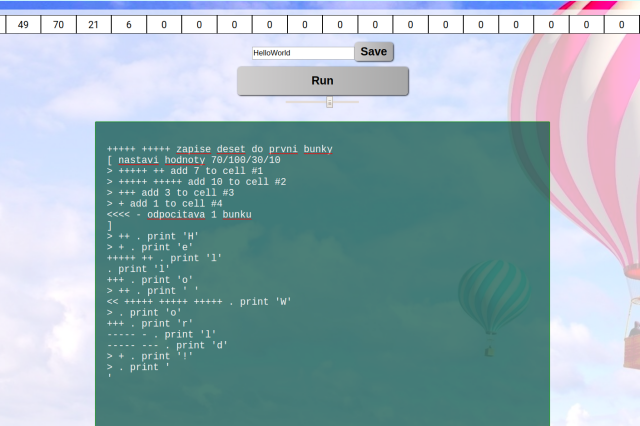 49 70 21 6 0 0 0 0 0 0 0 0 0 0 0 0 0 0
HelloWorld Save
Run
+++++ +++++ zapise deset do prvni bunky
[ nastavi hodnoty 70/100/30/10
> +++++ ++ add 7 to cell #1
> +++++ +++++ add 10 to cell #2
> +++ add 3 to cell #3
> + add 1 to cell #4
<<<< - odpocitava 1 bunku
]
> ++ . print 'H'
> + . print 'e'
+++++ ++ . print 'l'
. print 'l'
+++ . print 'o'
> ++ . print ' '
<< +++++ +++++ +++++ . print 'W'
> . print 'o'
+++ . print 'r'
----- - . print 'l'
----- --- . print 'd'
> + . print '!'
> . print '
'